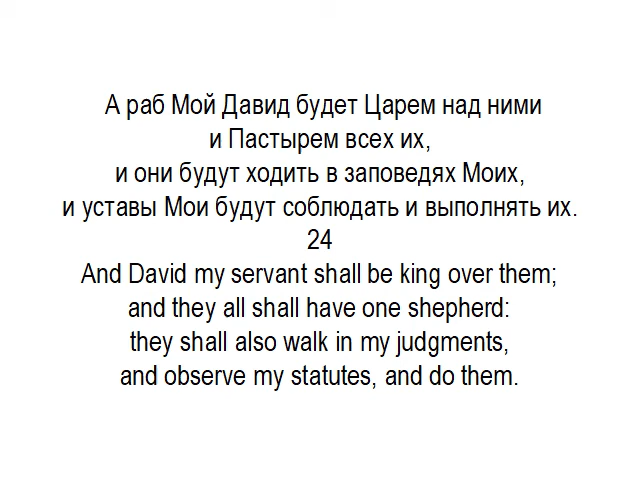 А раб Мой Давид будет Царем над ними
и Пастырем всех их,
и они будут ходить в заповедях Моих,
и уставы Мои будут соблюдать и выполнять их.
24
And David my servant shall be king over them;
and they all shall have one shepherd:
they shall also walk in my judgments,
and observe my statutes, and do them.